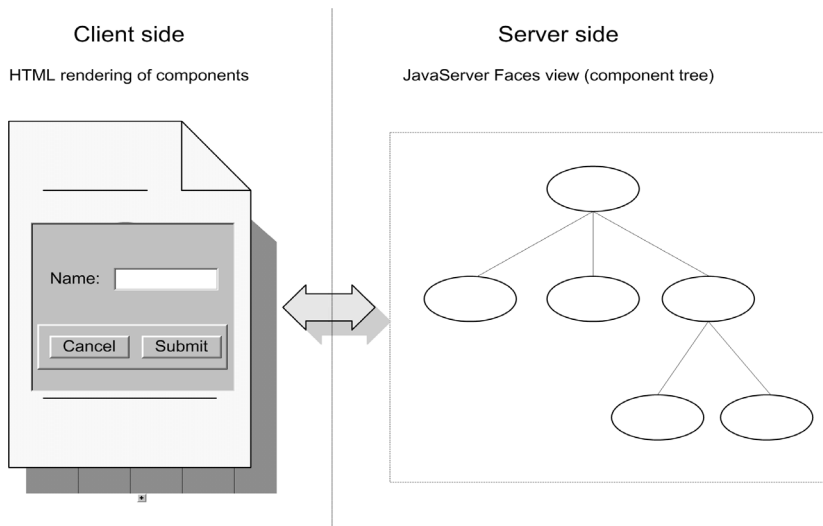 Client side
HTML rendering of components
Name:
Cancel
Submit
Server side
JavaServer Faces view (component tree)